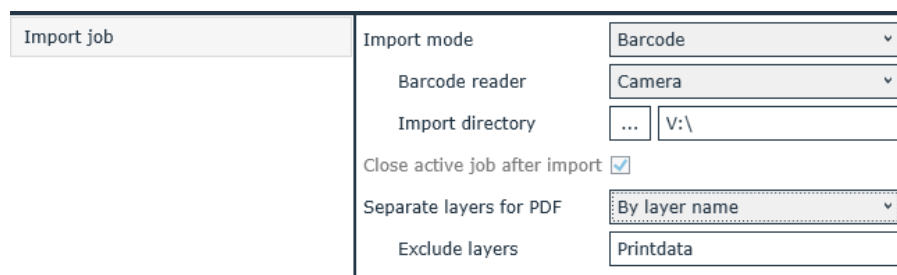 Import job
Import mode Barcode
Barcode reader Camera
Import directory ... V:\
Close active job after import
Separate layers for PDF By layer name
Exclude layers Printdata